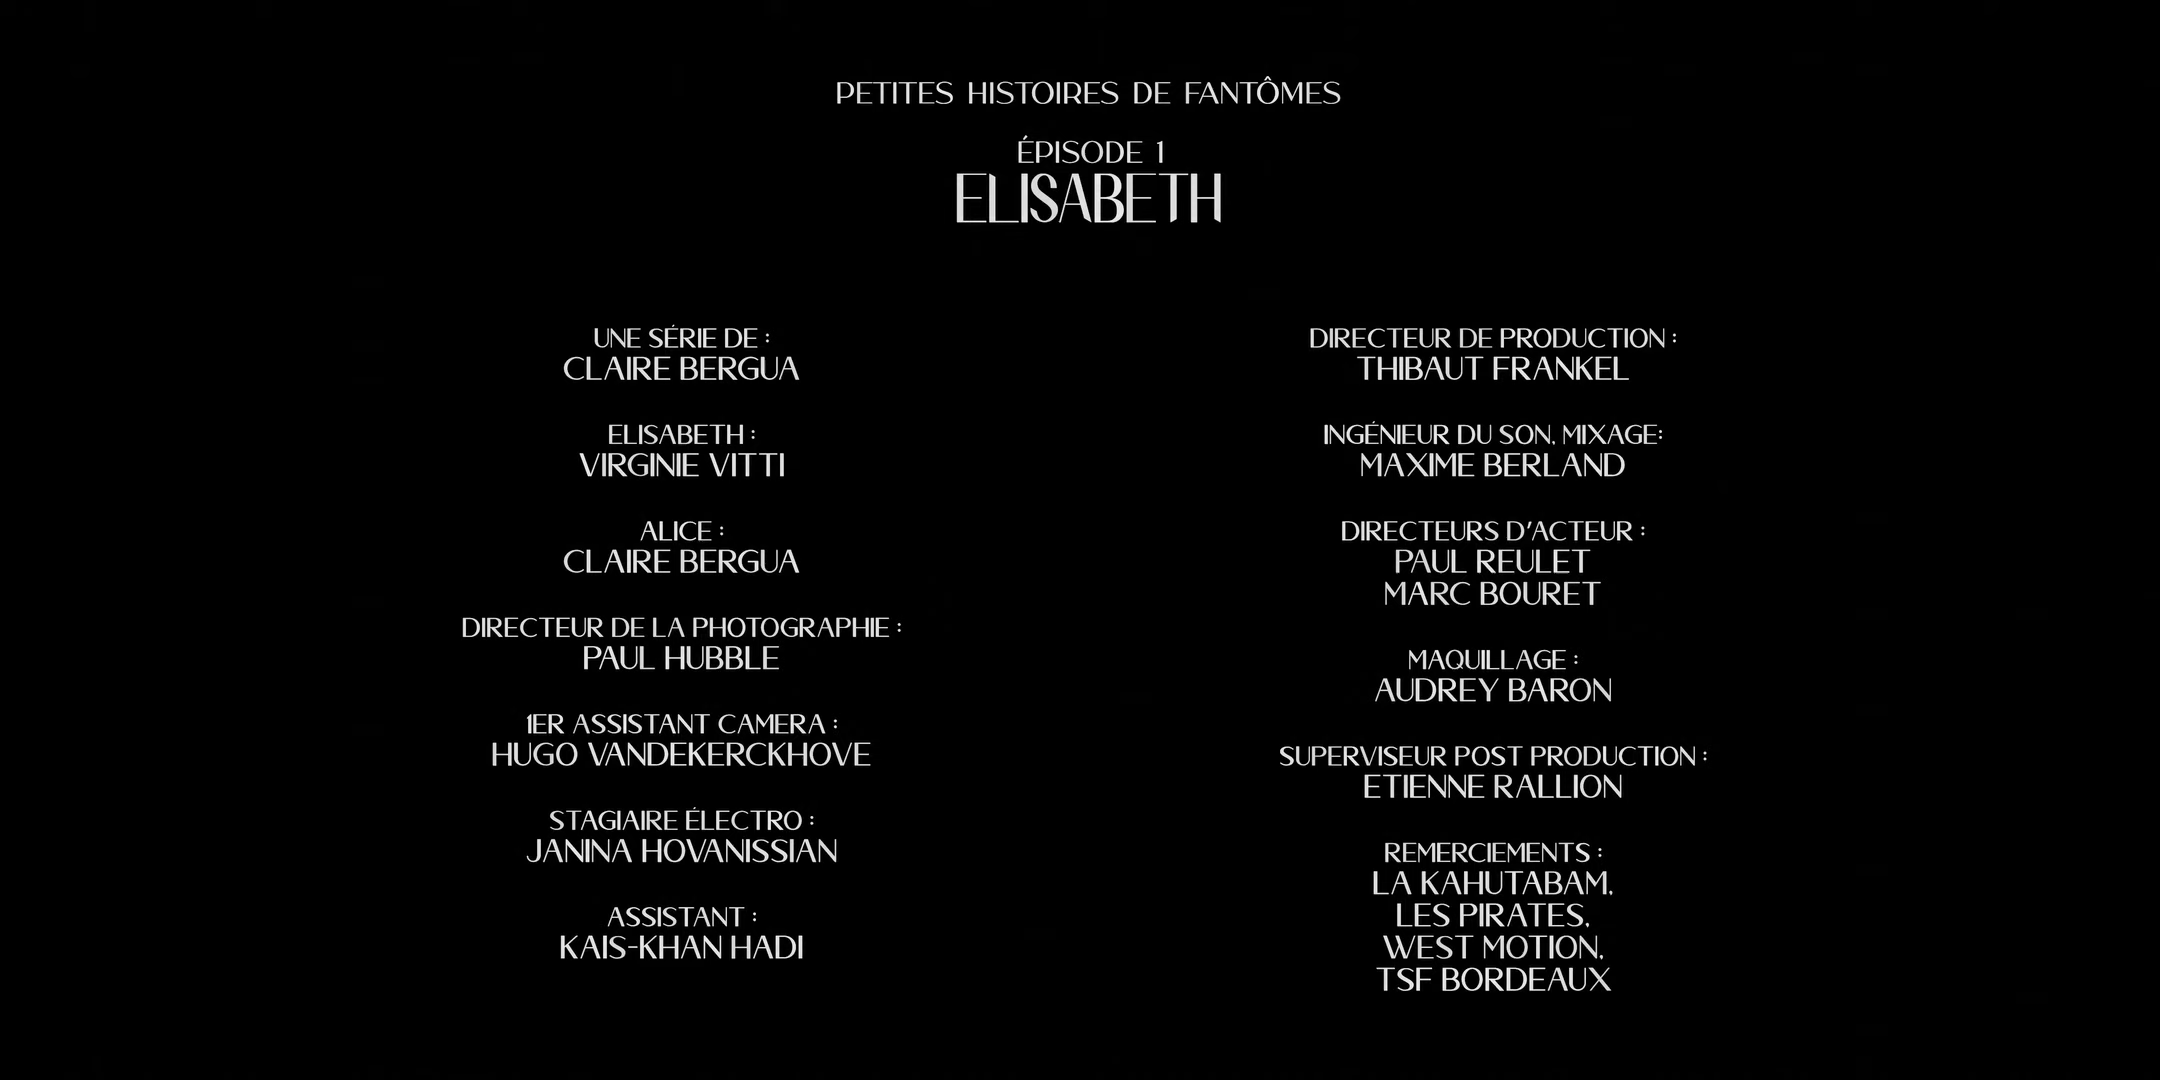 PETITES HISTOIRES DE FANTÔMES
ÉPISODE 1
ELISABETH
UNE SÉRIE DE :
CLAIRE BERGUA
ELISABETH :
VIRGINIE VITTI
ALICE :
CLAIRE BERGUA
DIRECTEUR DE LA PHOTOGRAPHIE :
PAUL HUBBLE
1ER ASSISTANT CAMERA :
HUGO VANDEKERCKHOVE
STAGIAIRE ÉLECTRO :
JANINA HOVANISSIAN
ASSISTANT :
KAIS-KHAN HADI
DIRECTEUR DE PRODUCTION :
THIBAUT FRANKEL
INGÉNIEUR DU SON, MIXAGE:
MAXIME BERLAND
DIRECTEURS D'ACTEUR :
PAUL REULET
MARC BOURET
MAQUILLAGE :
AUDREY BARON
SUPERVISEUR POST PRODUCTION :
ETIENNE RALLION
REMERCIEMENTS :
LA KAHUTABAM,
LES PIRATES,
WEST MOTION,
TSF BORDEAUX